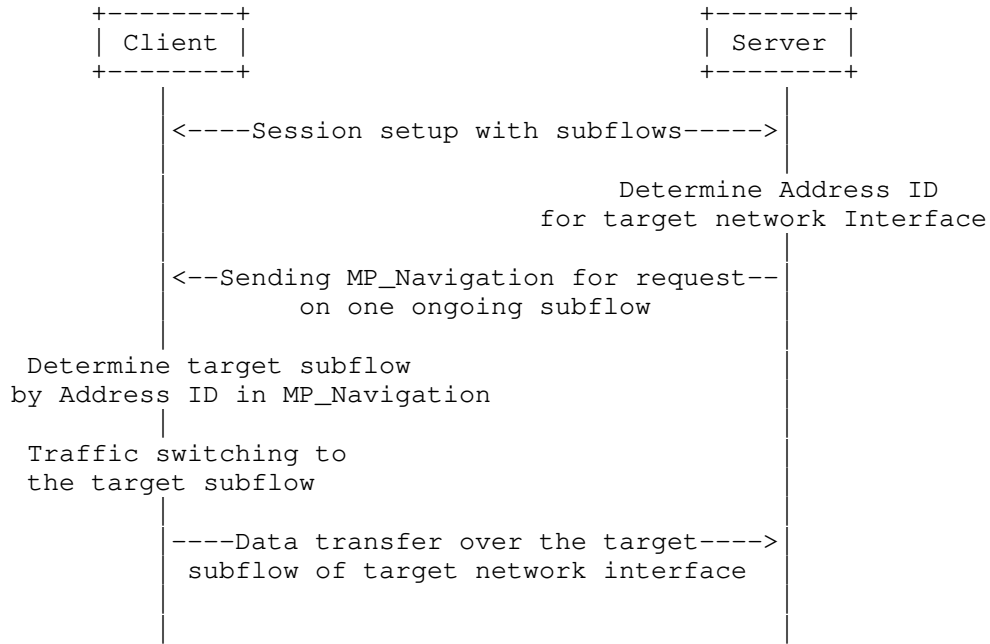 Client Server
<----Session setup with subflows----->
Determine Address ID
for target network Interface
<--Sending MP_Navigation for request--
on one ongoing subflow
Determine target subflow
by Address ID in MP_Navigation
Traffic switching to
the target subflow
----Data transfer over the target---->
subflow of target network interface